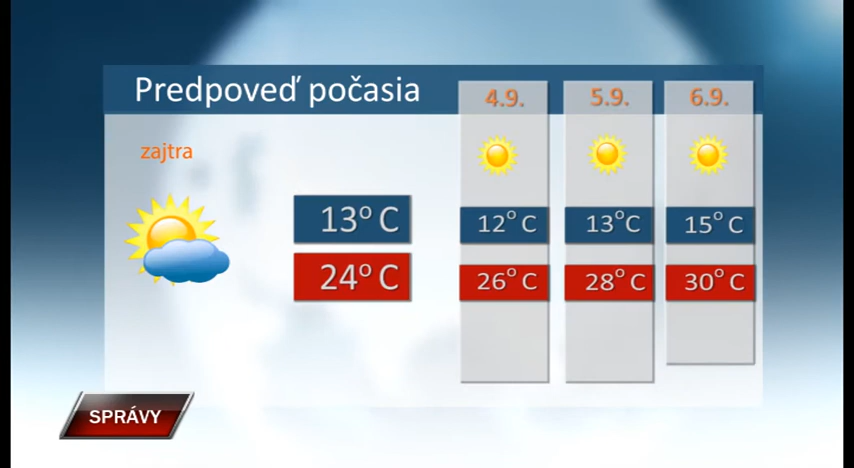 Predpoveď počasia
4.9. 5.9. 6.9.
zajtra
13° C 12° C 13°C 15° C
24° C 26° C 28° C 30° C
SPRÁVY